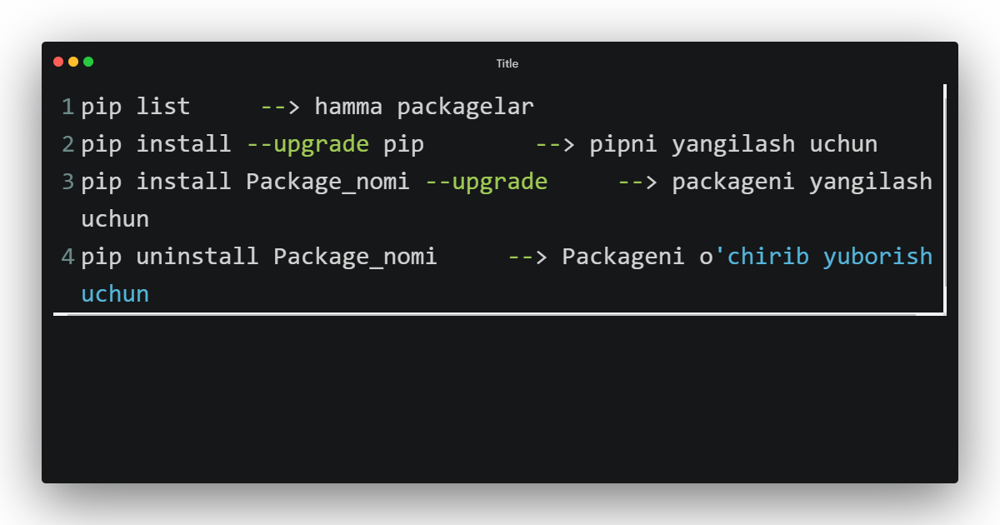 Title
1 pip list     --> hamma packagelar
2 pip install --upgrade pip        --> pipni yangilash uchun
3 pip install Package_nomi --upgrade     --> packageni yangilash
uchun
4 pip uninstall Package_nomi     --> Packageni o'chirib yuborish
uchun